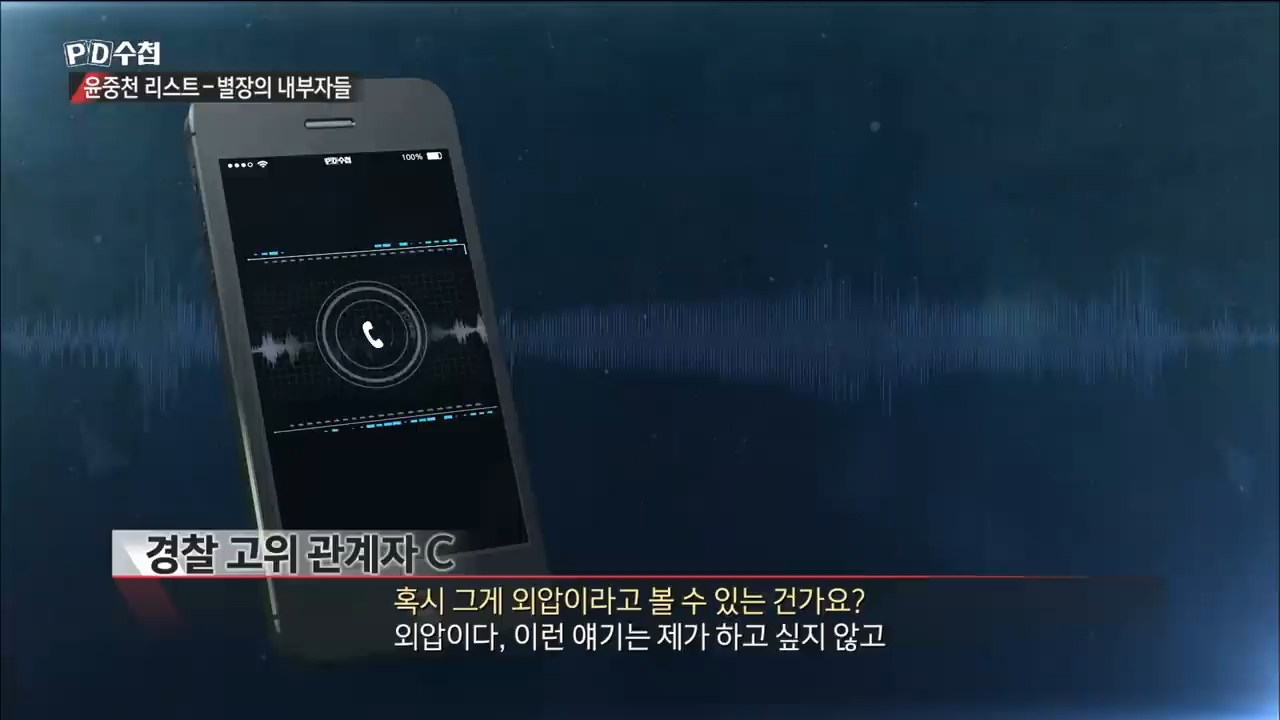 PD수첩
윤중천 리스트-별장의 내부자들
PD수첩
100%
경찰 고위 관계자 C
혹시 그게 외압이라고 볼 수 있는 건가요?
외압이다, 이런 얘기는 제가 하고 싶지 않고